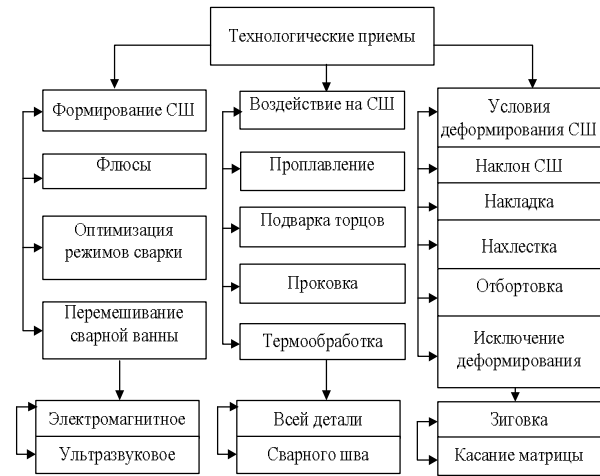 Технологические приемы
Формирование СШ
Флюсы
Оптимизация
режимов сварки
Перемешивание
сварной ванны
Электромагнитное
Ультразвуковое
Воздействие на СШ
Проплавление
Подварка торцов
Проковка
Термообработка
Всей детали
Сварного шва
Условия
деформирования СШ
Наклон СШ
Накладка
Нахлестка
Отбортовка
Исключение
деформирования
Зиговка
Касание матрицы